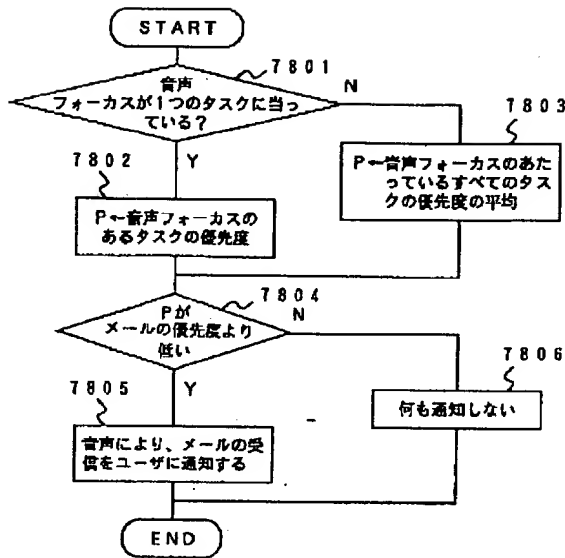 START
7801
音声
フォーカスが1つのタスクに当っ
ている？
N
7803
P←音声フォーカスのあた
っているすべてのタス
クの優先度の平均
7802
Y
P←音声フォーカスの
あるタスクの優先度
7804
Pが
メールの優先度より
低い
N
7806
何も通知しない
7805
Y
音声により、メールの受
信をユーザに通知する
END